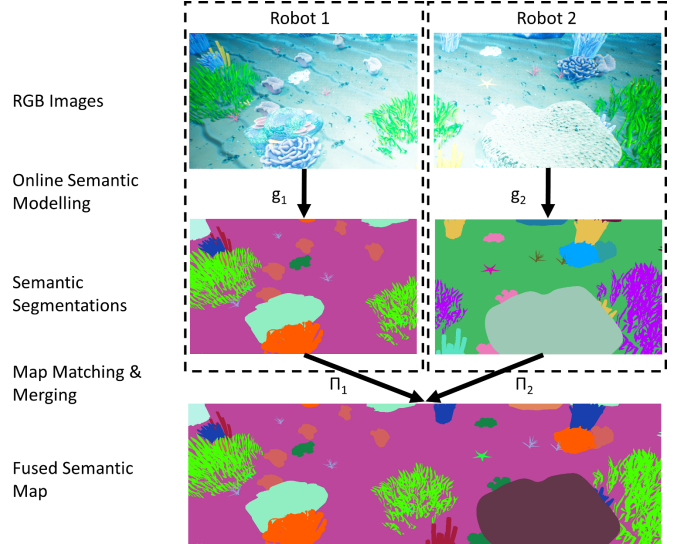 Robot 1
Robot 2
RGB Images
Online Semantic
Modelling
g₁
g₂
Semantic
Segmentations
Map Matching &
Merging
Π₁
Π₂
Fused Semantic
Map